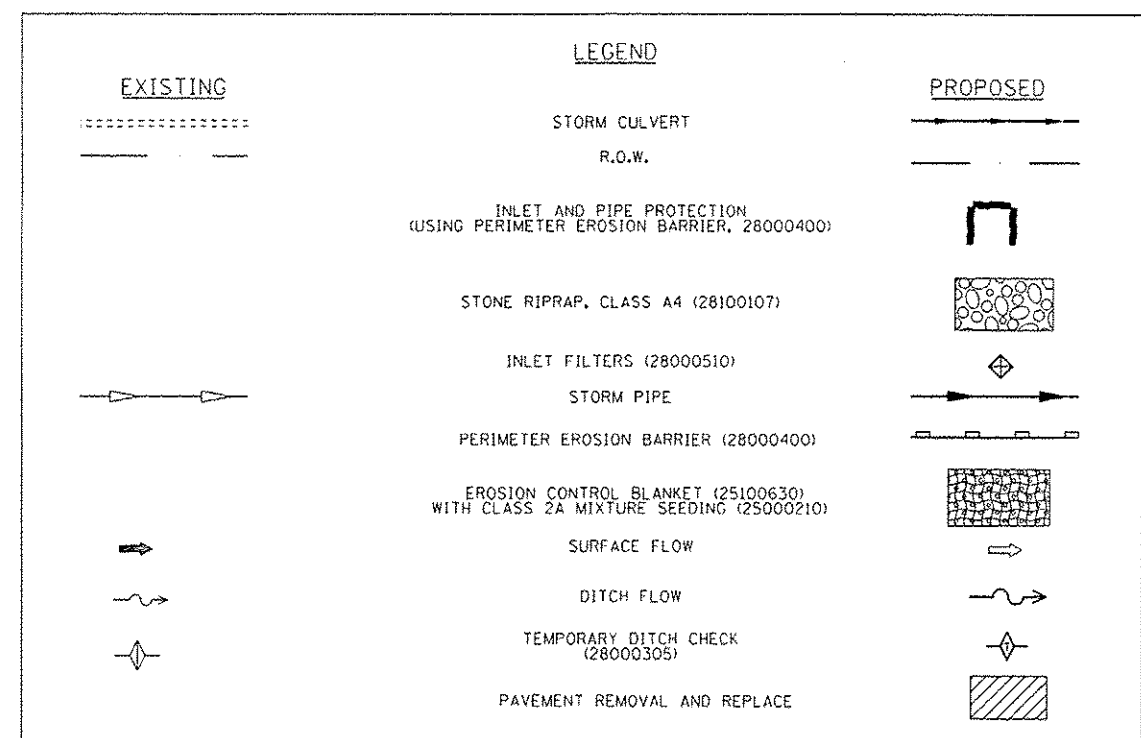 LEGEND
EXISTING
PROPOSED
STORM CULVERT
R.O.W.
INLET AND PIPE PROTECTION
(USING PERIMETER EROSION BARRIER, 28000400)
STONE RIPRAP, CLASS A4 (28100107)
INLET FILTERS (28000510)
STORM PIPE
PERIMETER EROSION BARRIER (28000400)
EROSION CONTROL BLANKET (25100630)
WITH CLASS 2A MIXTURE SEEDING (25000210)
SURFACE FLOW
DITCH FLOW
TEMPORARY DITCH CHECK
(28000305)
PAVEMENT REMOVAL AND REPLACE